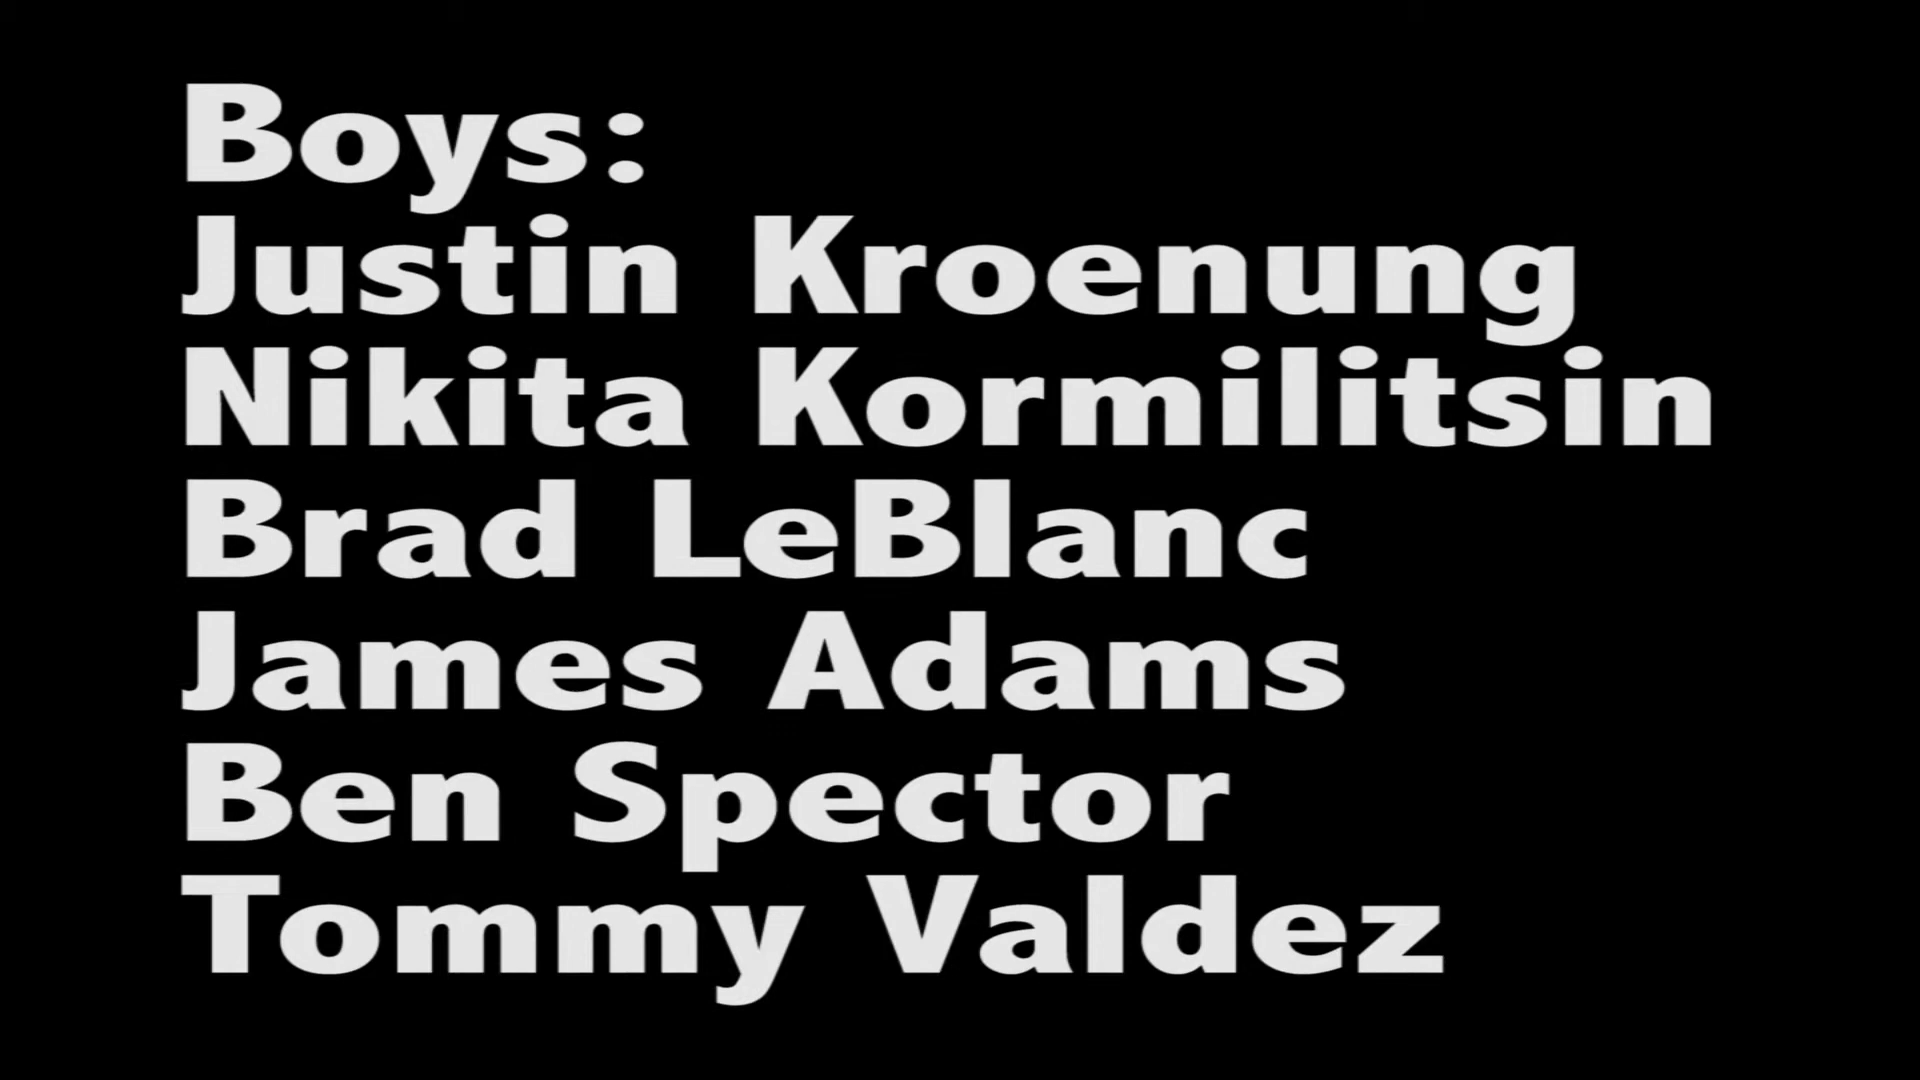 Boys:
Justin Kroenung
Nikita Kormilitsin
Brad LeBlanc
James Adams
Ben Spector
Tommy Valdez